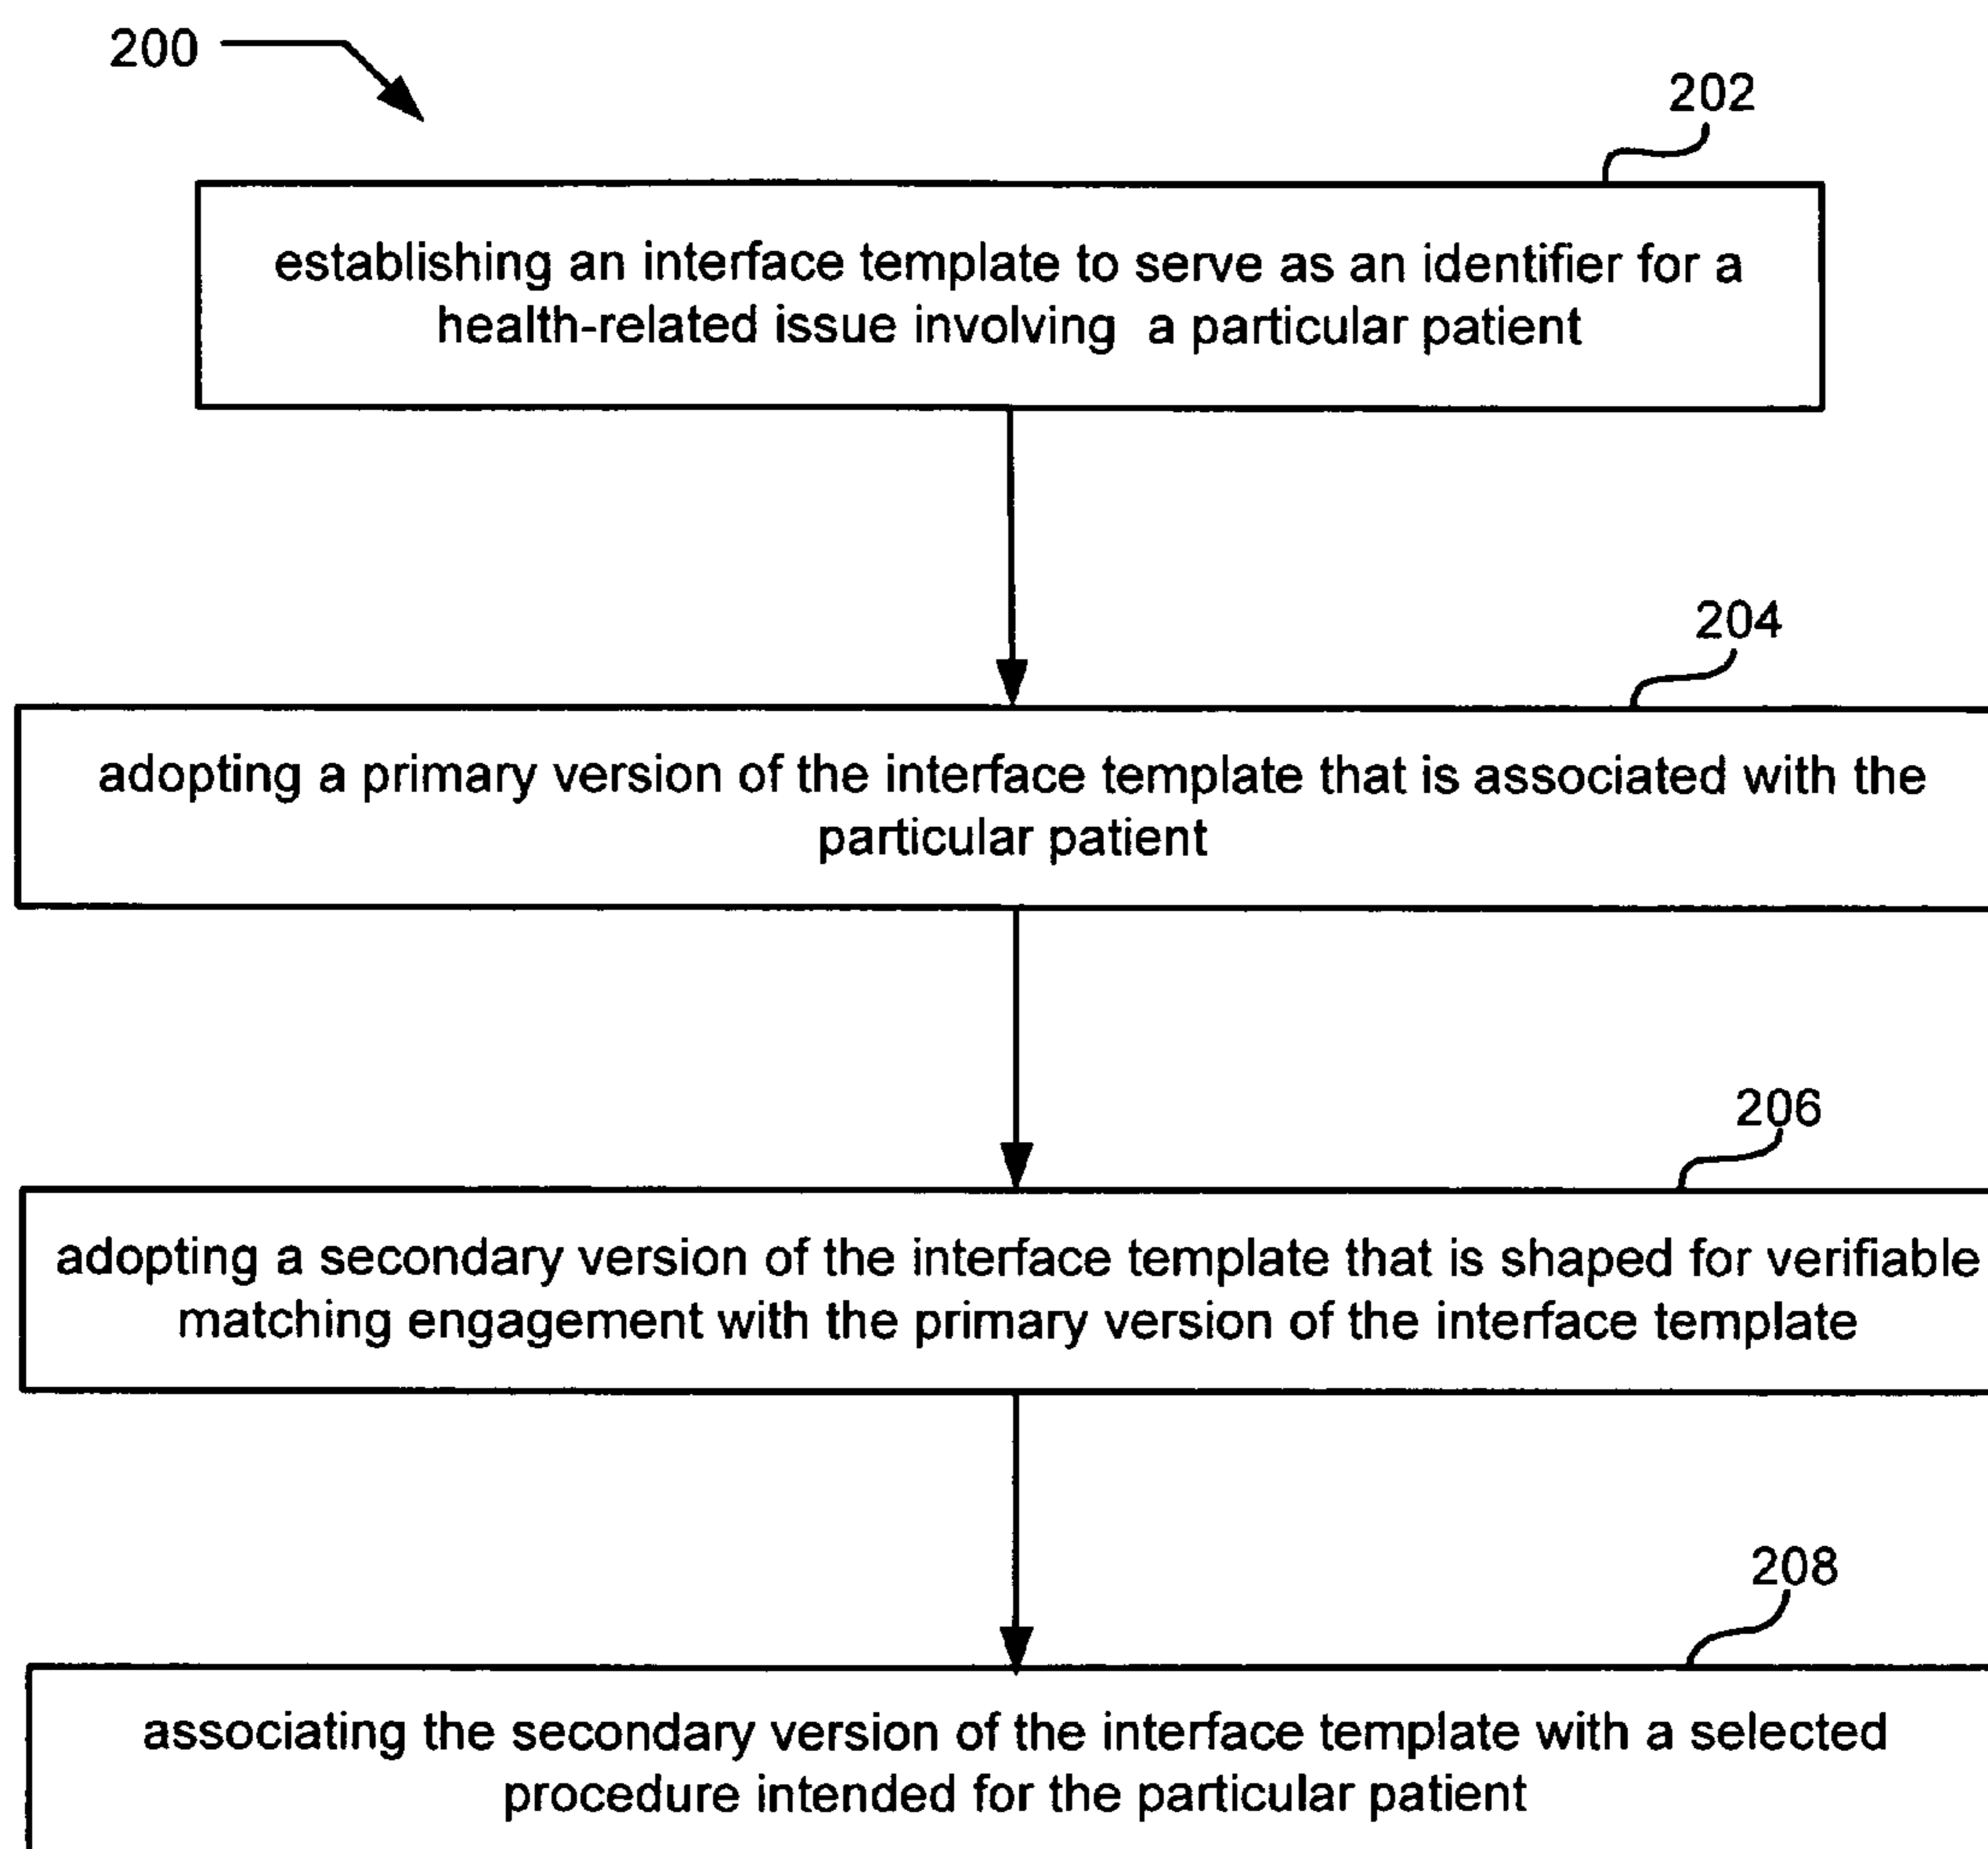 200
202
establishing an interface template to serve as an identifier for a
health-related issue involving a particular patient
204
adopting a primary version of the interface template that is associated with the
particular patient
206
adopting a secondary version of the interface template that is shaped for verifiable
matching engagement with the primary version of the interface template
208
associating the secondary version of the interface template with a selected
procedure intended for the particular patient